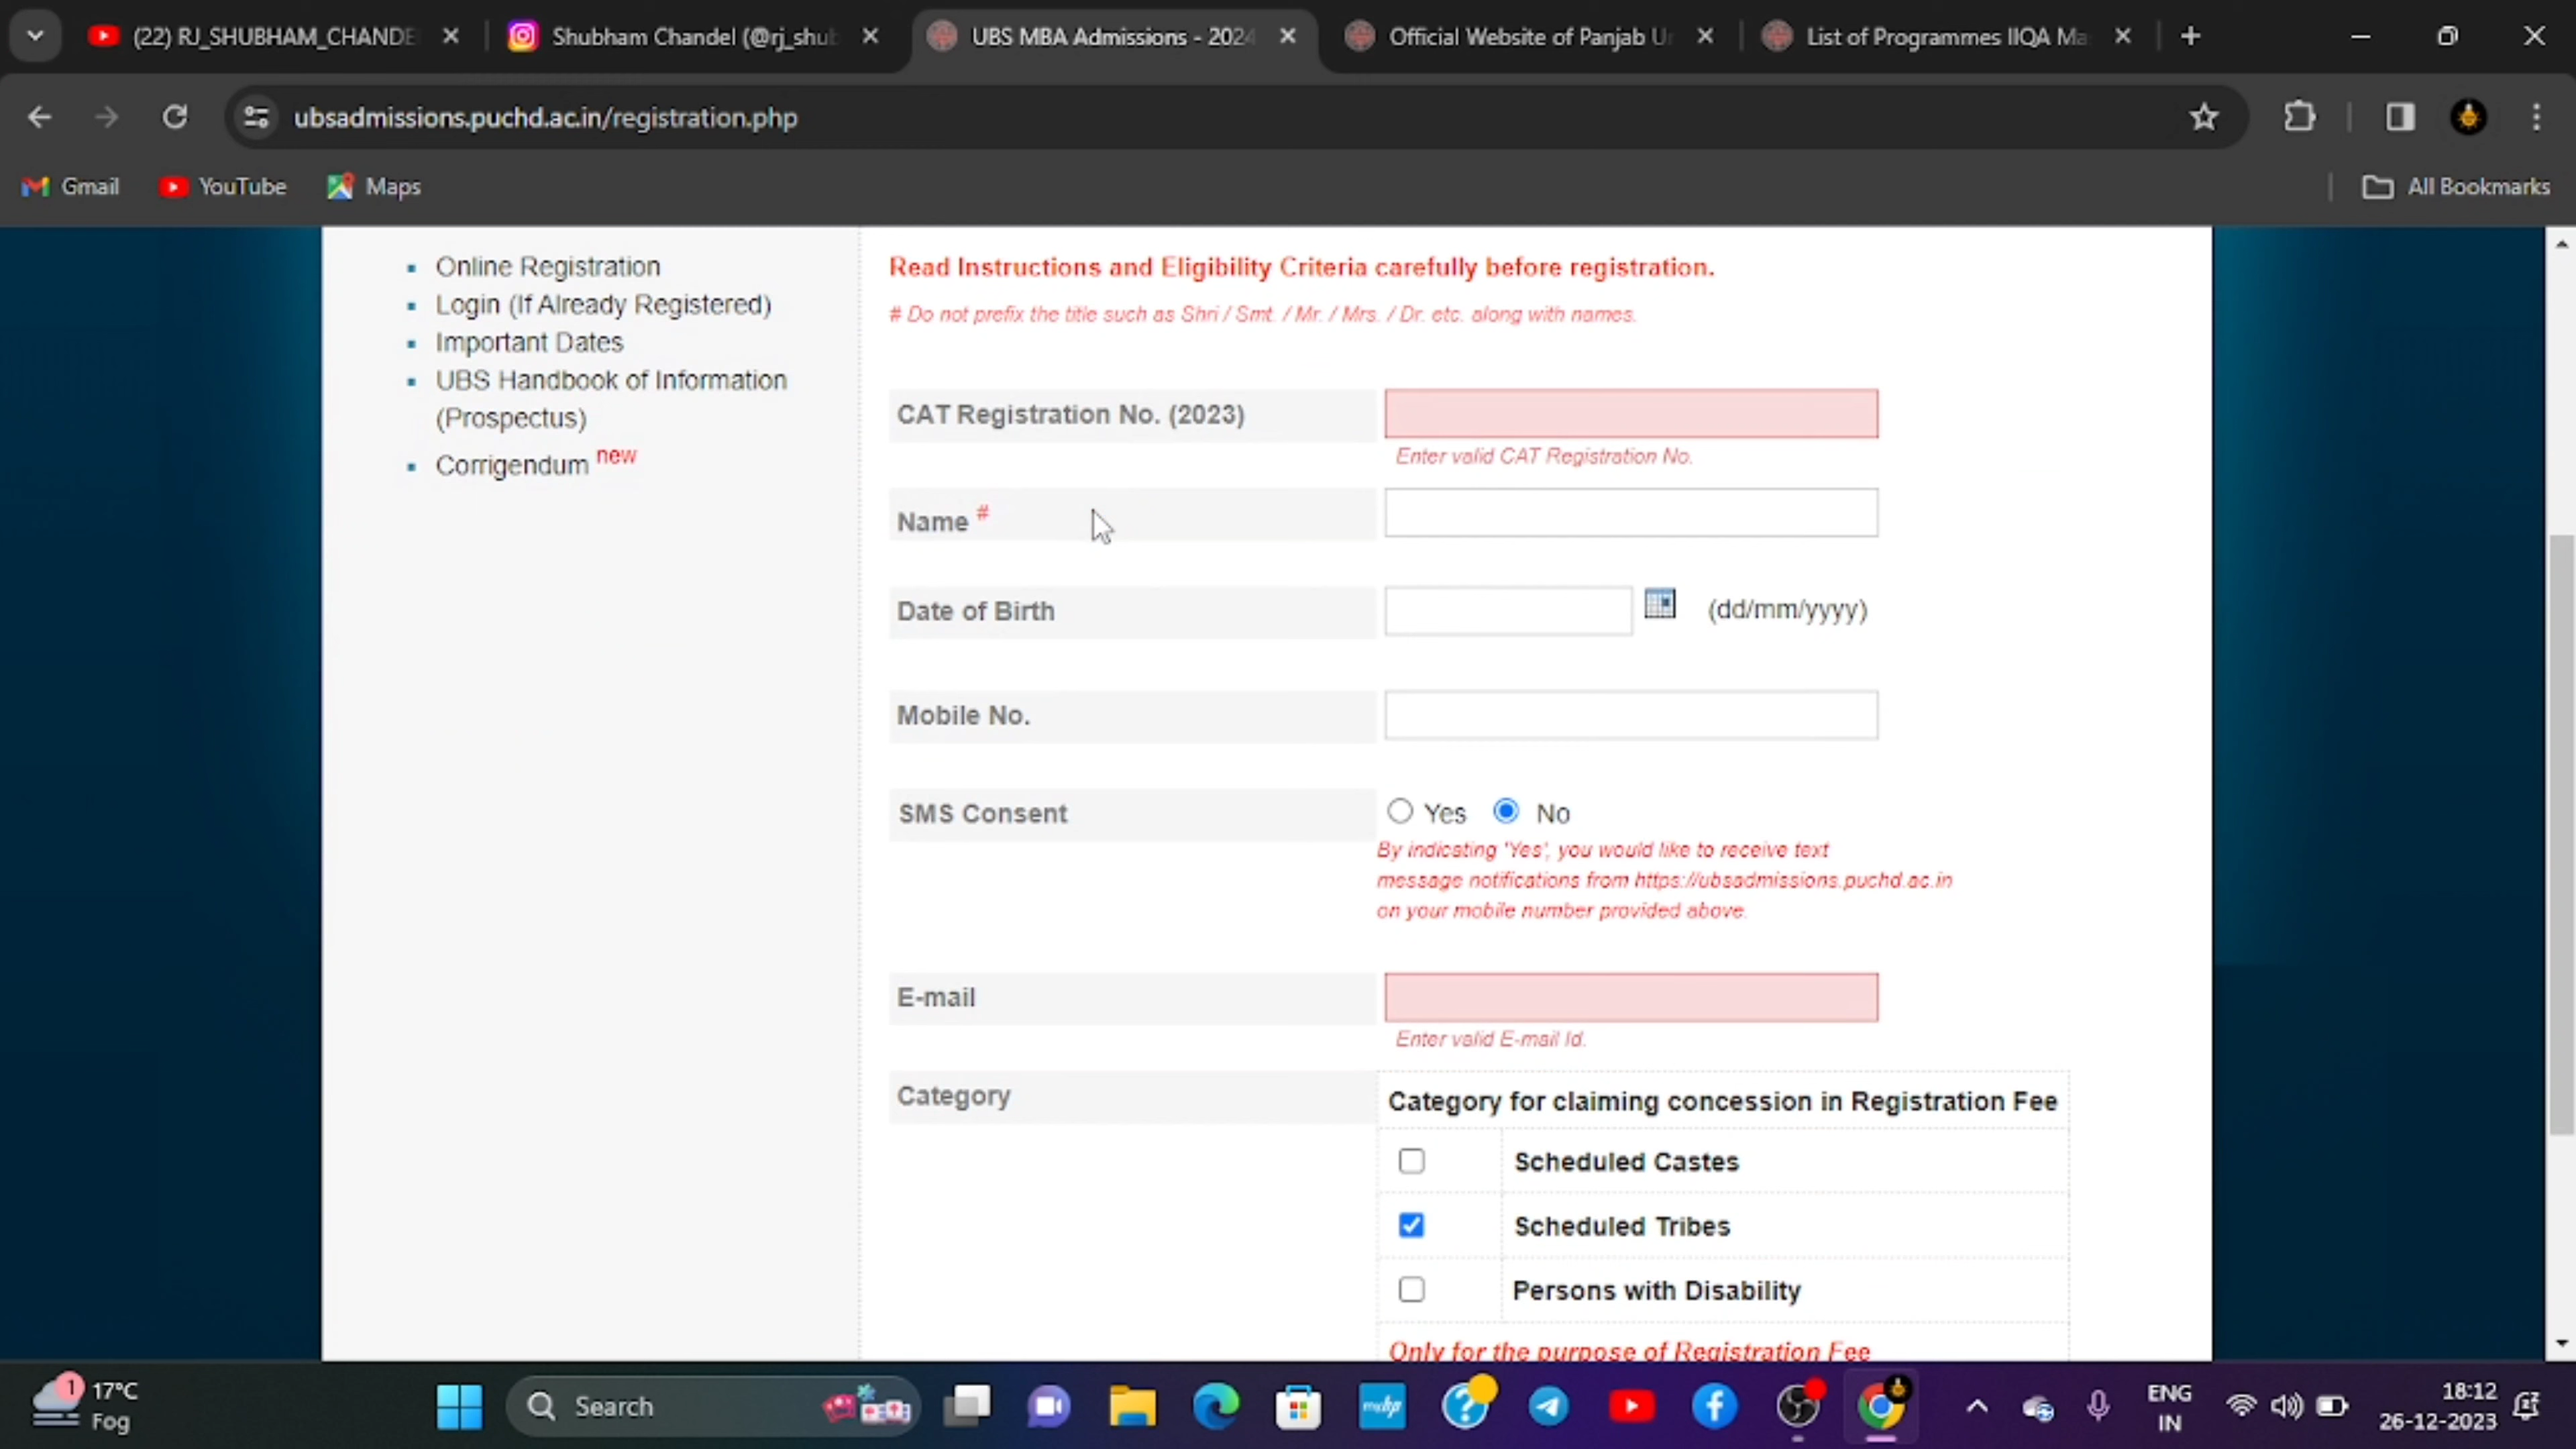 (22) RJ_SHUBHAM_CHANDE
Shubham Chandel (@rj_shub
UBS MBA Admissions - 2024
Official Website of Panjab Un
List of Programmes IIQA Ma
ubsadmissions.puchd.ac.in/registration.php
Gmail
YouTube
Maps
All Bookmarks
Online Registration
Login (If Already Registered)
Important Dates
UBS Handbook of Information
(Prospectus)
Corrigendum new
Read Instructions and Eligibility Criteria carefully before registration.
# Do not prefix the title such as Shri / Smt. / Mr. / Mrs. / Dr. etc. along with names.
CAT Registration No. (2023)
Enter valid CAT Registration No.
Name #
Date of Birth
(dd/mm/yyyy)
Mobile No.
SMS Consent
Yes No
By indicating 'Yes', you would like to receive text
message notifications from https://ubsadmissions.puchd.ac.in
on your mobile number provided above.
E-mail
Enter valid E-mail Id.
Category
Category for claiming concession in Registration Fee
Scheduled Castes
Scheduled Tribes
Persons with Disability
Only for the purpose of Registration Fee
1
17°C
Fog
Search
myhp
ENG
IN
18:12
26-12-2023